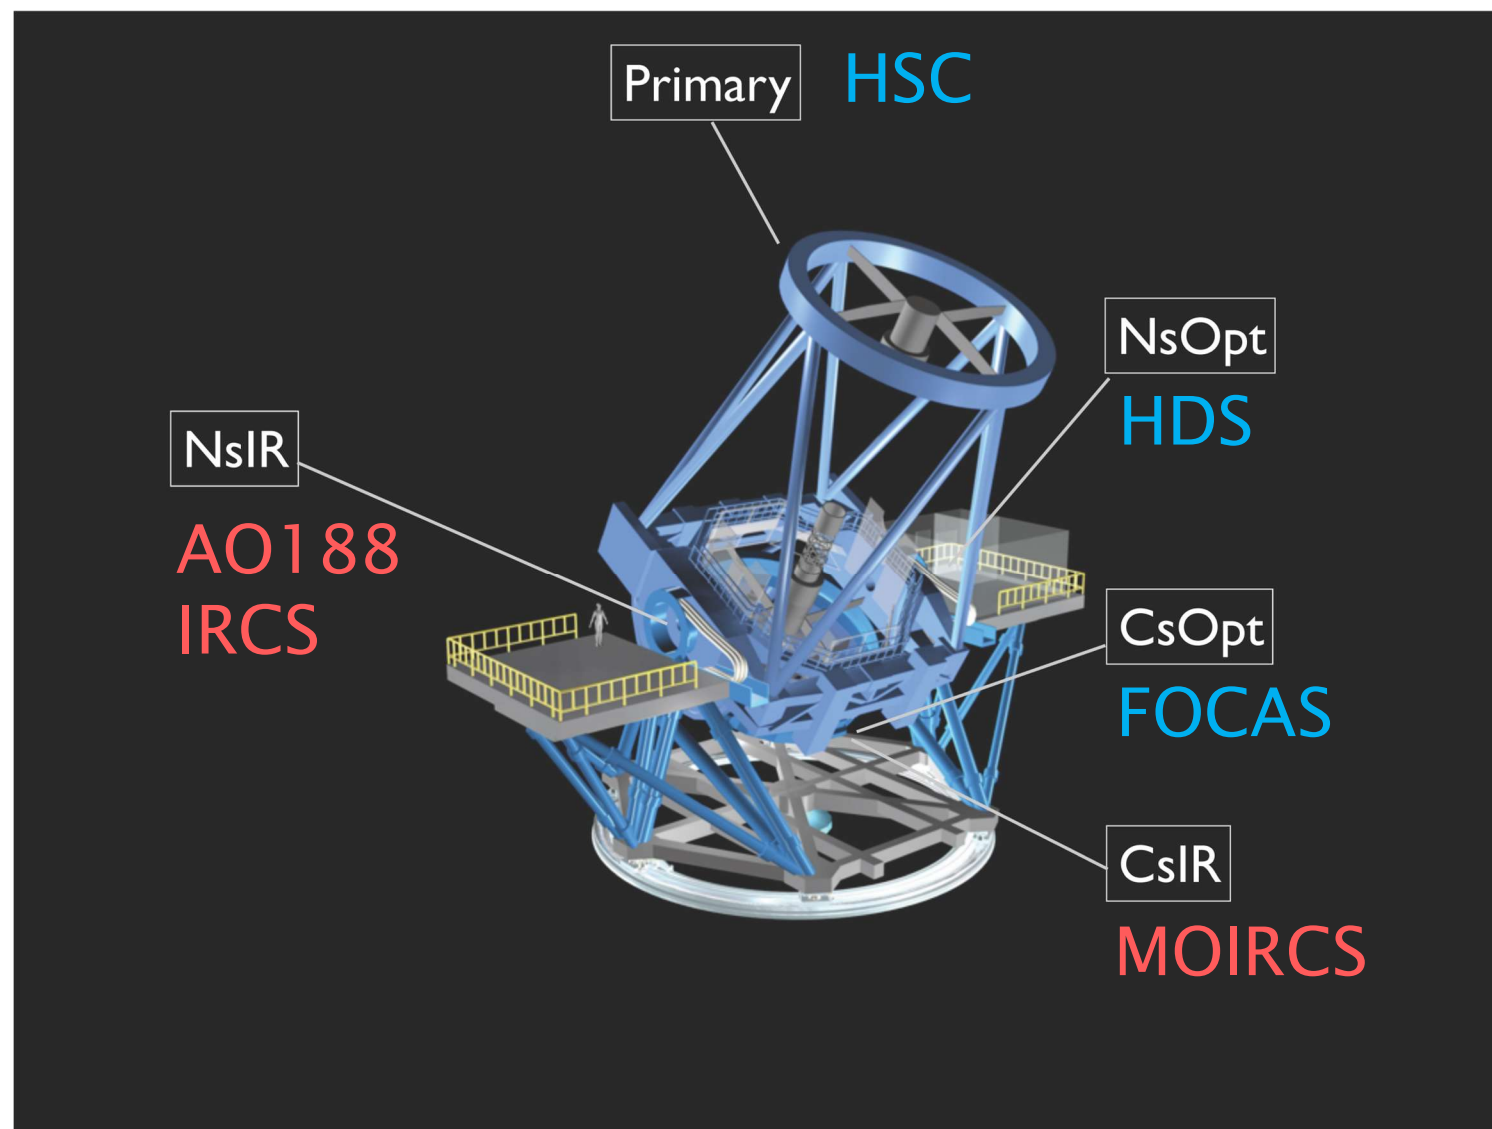 Primary
HSC
NsOpt
HDS
NsIR
AO188
IRCS
CsOpt
FOCAS
CsIR
MOIRCS